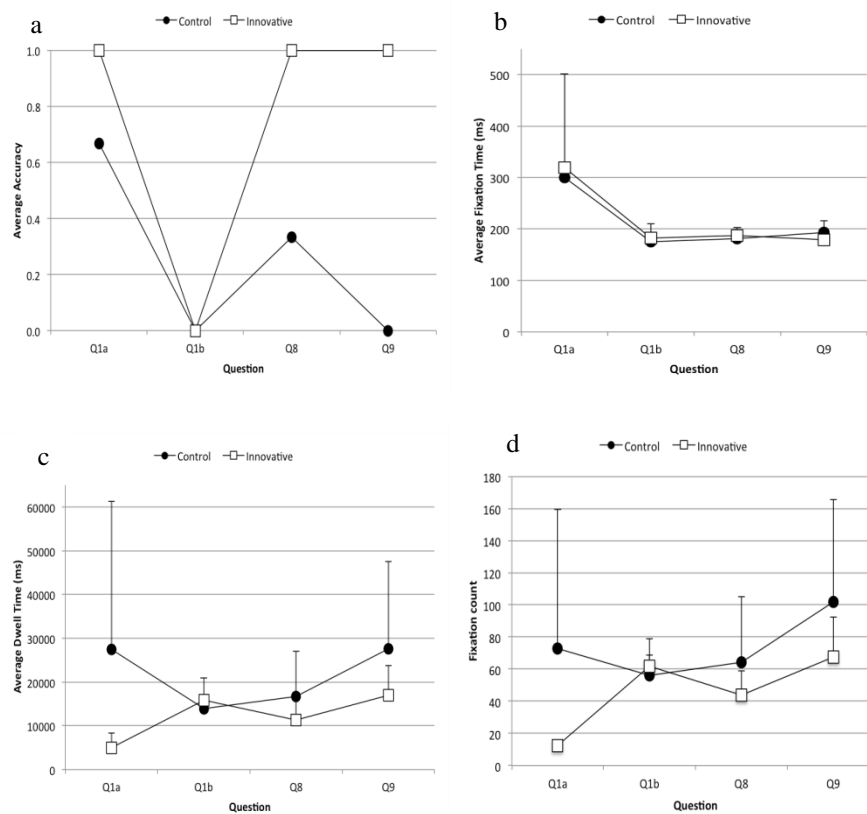 a
Control Innovative
1.0
0.8
0.6
0.4
0.2
0.0
Average Accuracy
Q1a Q1b Q8 Q9
Question
b
Control Innovative
500
400
300
200
100
0
Average Fixation Time (ms)
Q1a Q1b Q8 Q9
Question
c
Control Innovative
60000
50000
40000
30000
20000
10000
0
Average Dwell Time (ms)
Q1a Q1b Q8 Q9
Question
d
Control Innovative
180
160
140
120
100
80
60
40
20
0
Fixation count
Q1a Q1b Q8 Q9
Question